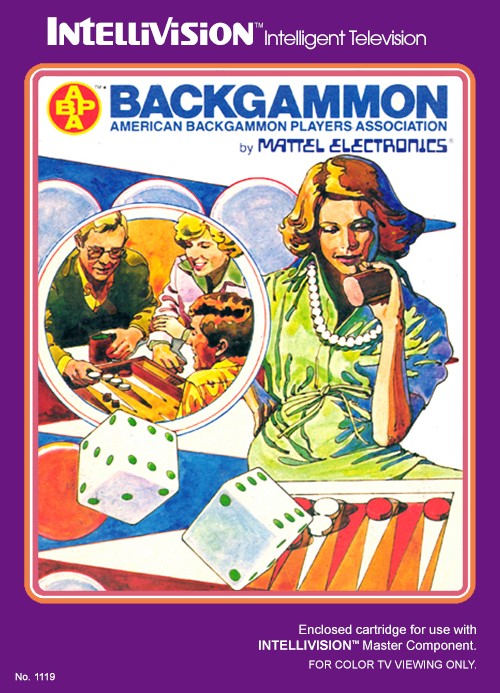 INTELLIVISION™ Intelligent Television
ABPA ™
BACKGAMMON
AMERICAN BACKGAMMON PLAYERS ASSOCIATION
by MATTEL ELECTRONICS®
Enclosed cartridge for use with
INTELLIVISION™ Master Component.
FOR COLOR TV VIEWING ONLY.
No. 1119